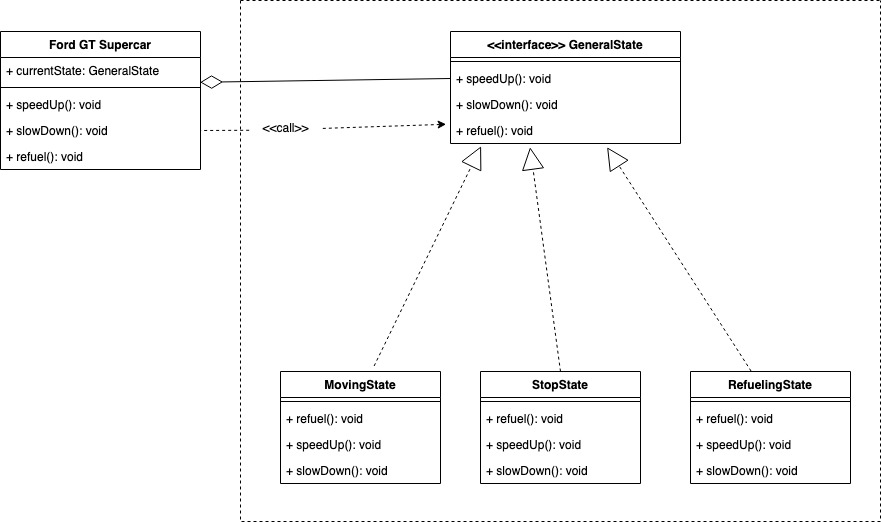 Ford GT Supercar
+ currentState: GeneralState
+ speedUp(): void
+ slowDown(): void
+ refuel(): void
<<call>>
<<interface>> GeneralState
+ speedUp(): void
+ slowDown(): void
+ refuel(): void
MovingState
+ refuel(): void
+ speedUp(): void
+ slowDown(): void
StopState
+ refuel(): void
+ speedUp(): void
+ slowDown(): void
RefuelingState
+ refuel(): void
+ speedUp(): void
+ slowDown(): void